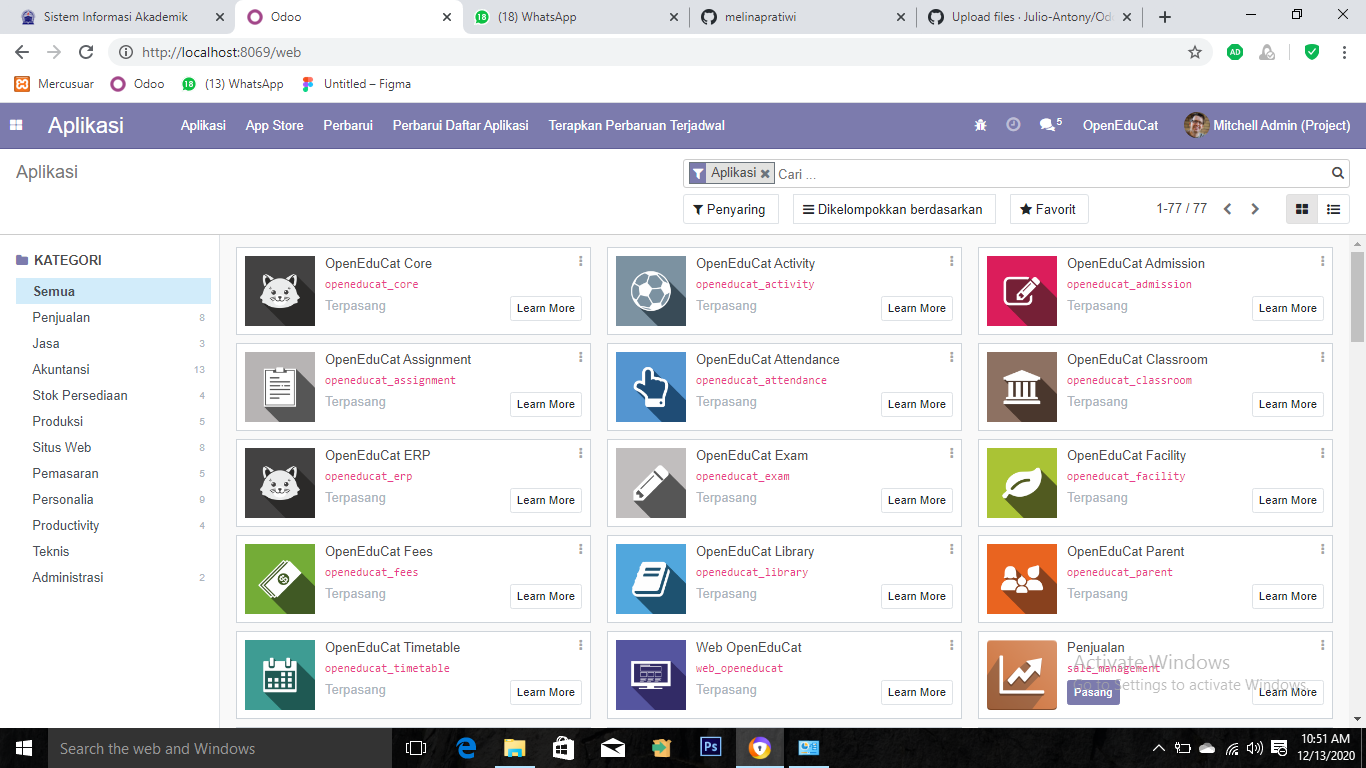 Sistem Informasi Akademik
Odoo
(18) WhatsApp
melinapratiwi
Upload files · Julio-Antony/Od
http://localhost:8069/web
Mercusuar
Odoo
(13) WhatsApp
Untitled – Figma
Aplikasi
Aplikasi
App Store
Perbarui
Perbarui Daftar Aplikasi
Terapkan Perbaruan Terjadwal
5
OpenEduCat
Mitchell Admin (Project)
Aplikasi
Aplikasi
Cari ...
Penyaring
Dikelompokkan berdasarkan
Favorit
1-77 / 77
KATEGORI
Semua
Penjualan 8
Jasa 3
Akuntansi 13
Stok Persediaan 4
Produksi 5
Situs Web 8
Pemasaran 5
Personalia 9
Productivity 4
Teknis
Administrasi 2
OpenEduCat Core
openeducat_core
Terpasang
Learn More
OpenEduCat Activity
openeducat_activity
Terpasang
Learn More
OpenEduCat Admission
openeducat_admission
Terpasang
Learn More
OpenEduCat Assignment
openeducat_assignment
Terpasang
Learn More
OpenEduCat Attendance
openeducat_attendance
Terpasang
Learn More
OpenEduCat Classroom
openeducat_classroom
Terpasang
Learn More
OpenEduCat ERP
openeducat_erp
Terpasang
Learn More
OpenEduCat Exam
openeducat_exam
Terpasang
Learn More
OpenEduCat Facility
openeducat_facility
Terpasang
Learn More
OpenEduCat Fees
openeducat_fees
Terpasang
Learn More
OpenEduCat Library
openeducat_library
Terpasang
Learn More
OpenEduCat Parent
openeducat_parent
Terpasang
Learn More
OpenEduCat Timetable
openeducat_timetable
Terpasang
Learn More
Web OpenEduCat
web_openeducat
Terpasang
Learn More
Penjualan
sale_management
Pasang
Learn More
Activate Windows
Go to Settings to activate Windows.
Search the web and Windows
10:51 AM
12/13/2020